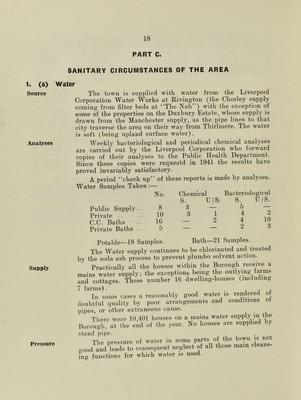 18
PART C.
SANITARY CIRCUMSTANCES OF THE AREA
1. (a) Water
Source The town is supplied with water from the Liverpool
Corporation Water Works at Rivington (the Chorley supply
coming from filter beds at "The Nab") with the exception of
some of the properties on the Duxbury Estate, whose supply is
drawn from the Manchester supply, as the pipe lines to that
city traverse the area on their way from Thirlmere. The water
is soft (being upland surface water).
Analyses Weekly bacteriological and periodical chemical analyses
are carried out by the Liverpool Corporation who forward
copies of their analyses to the Public Health Department.
Since these copies were requested in 1941 the results have
proved invariably satisfactory.
A period "check up" of these reports is made by analyses.
Water Samples Taken:—
No. Chemical Bacteriological
S. U/S. S. U/S.
Public Supply... 8 3 — 5 —
Private ... 10 3 1 4 2
C.C. Baths ... 16 — 2 4 10
Private Baths ... 5 — — 2 3
Potable—18 Samples. Bath—21 Samples.
The Water supply continues to be chlorinated and treated
by the soda ash process to prevent plumbo solvent action.
Supply Practically all the houses within the Borough receive a
mains water supply; the exceptions being the outlying farms
and cottages. These number 16 dwelling-houses (including
7 farms).
In some cases a reasonably good water is rendered of
doubtful quality by poor arrangements and conditions of
pipes, or other extraneous cause.
There were 10,401 houses on a mains water supply in the
Borough, at the end of the year. No houses are supplied by
stand pipe.
Pressure The pressure of water in some parts of the town is not
good and leads to consequent neglect of all those main cleans-
ing functions for which water is used.